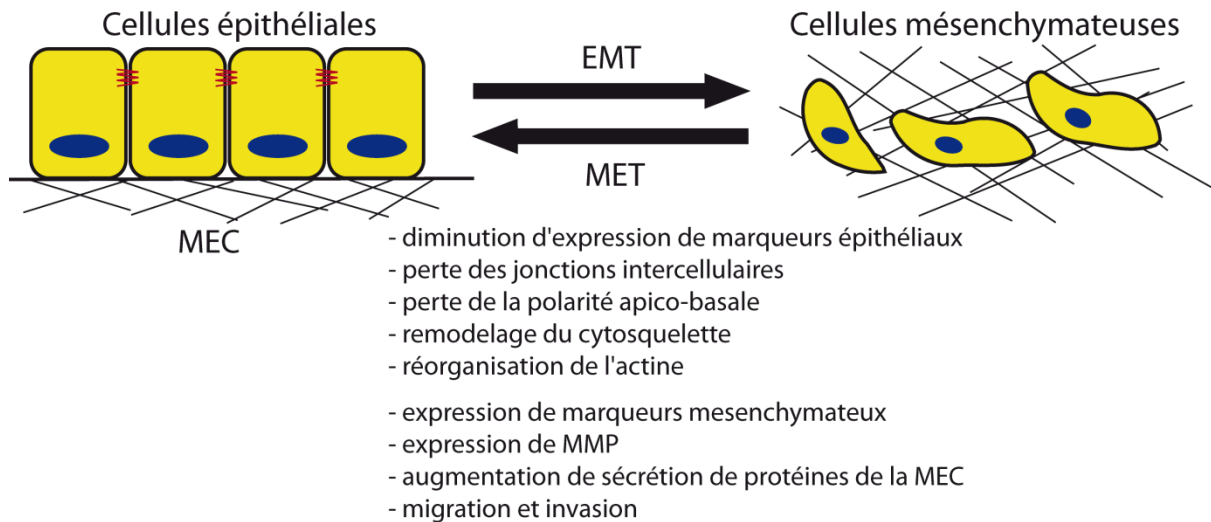 Cellules épithéliales
Cellules mésenchymateuses
EMT
MET
MEC
- diminution d'expression de marqueurs épithéliaux
- perte des jonctions intercellulaires
- perte de la polarité apico-basale
- remodelage du cytosquelette
- réorganisation de l'actine
- expression de marqueurs mesenchymateux
- expression de MMP
- augmentation de sécrétion de protéines de la MEC
- migration et invasion